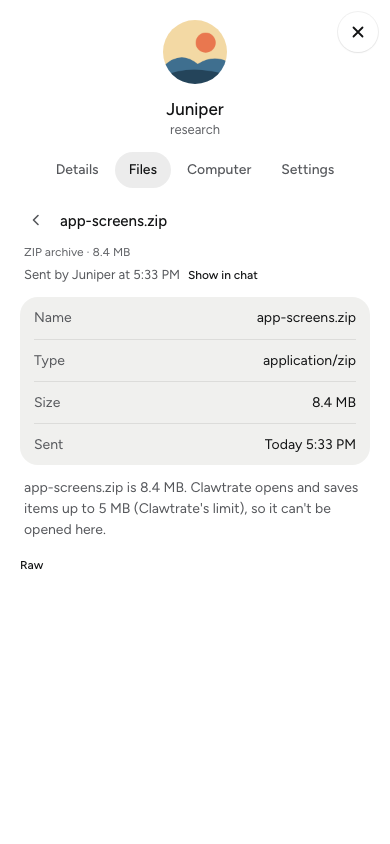 Juniper
research
Details Files Computer Settings
app-screens.zip
ZIP archive · 8.4 MB
Sent by Juniper at 5:33 PM Show in chat
Name app-screens.zip
Type application/zip
Size 8.4 MB
Sent Today 5:33 PM
app-screens.zip is 8.4 MB. Clawtrate opens and saves
items up to 5 MB (Clawtrate's limit), so it can't be
opened here.
Raw